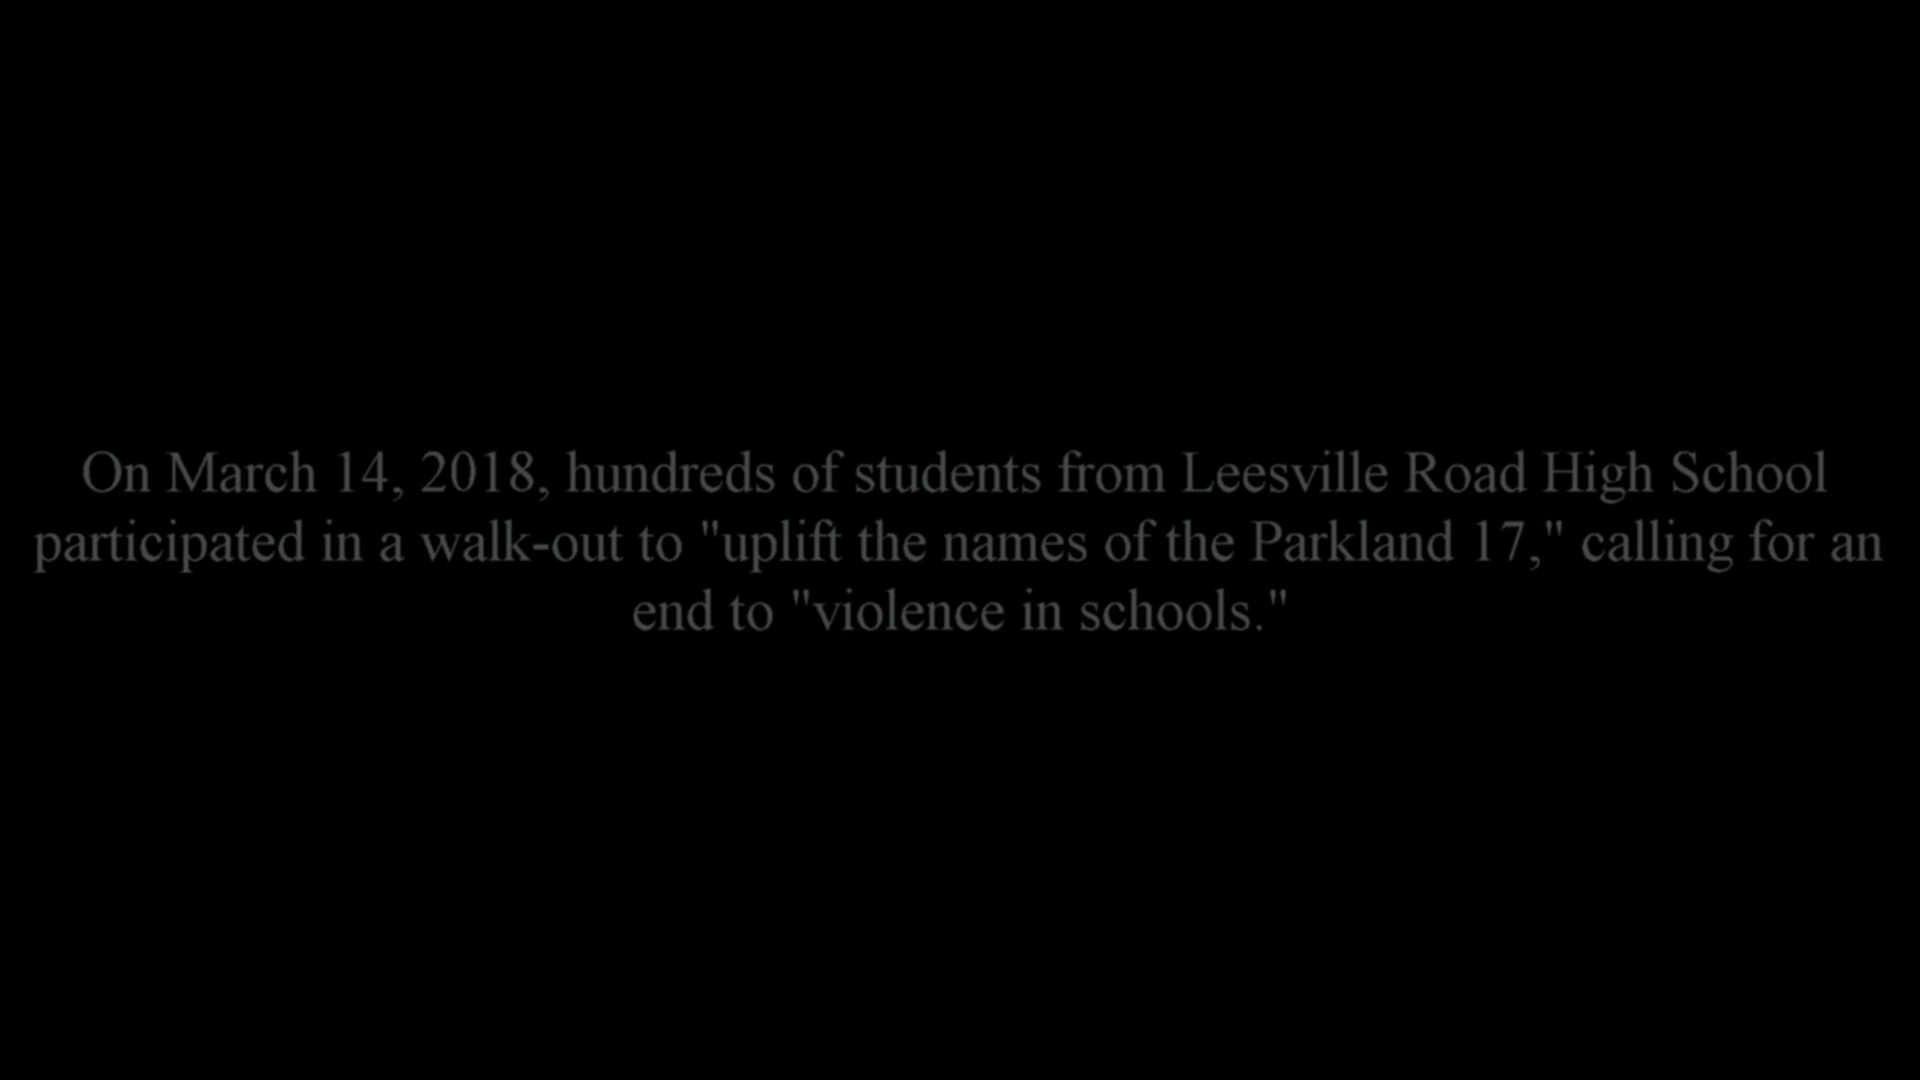 On March 14, 2018, hundreds of students from Leesville Road High School
participated in a walk-out to "uplift the names of the Parkland 17," calling for an
end to "violence in schools."